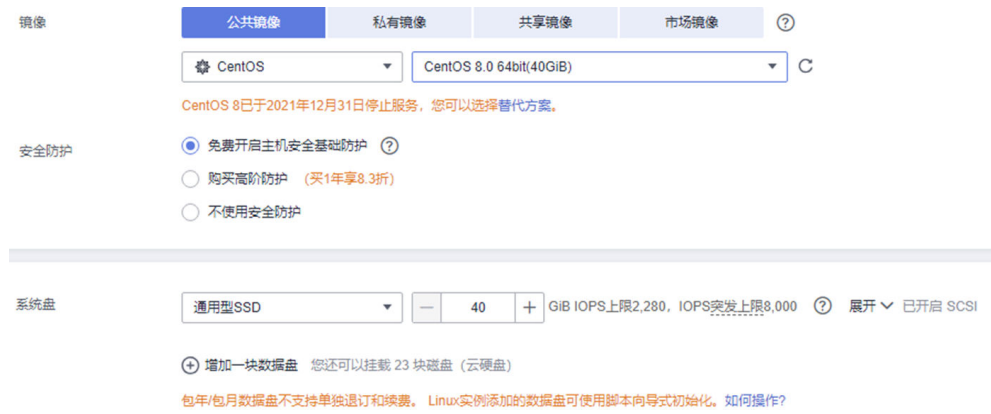 镜像 公共镜像 私有镜像 共享镜像 市场镜像 ?
CentOS CentOS 8.0 64bit(40GiB)
CentOS 8已于2021年12月31日停止服务，您可以选择替代方案。
安全防护 免费开启主机安全基础防护 ?
购买高阶防护 (买1年享8.3折)
不使用安全防护
系统盘 通用型SSD 40 GiB IOPS上限2,280，IOPS突发上限8,000 ? 展开 已开启 SCSI
增加一块数据盘 您还可以挂载 23 块磁盘（云硬盘）
包年/包月数据盘不支持单独退订和续费。 Linux实例添加的数据盘可使用脚本向导式初始化。如何操作?